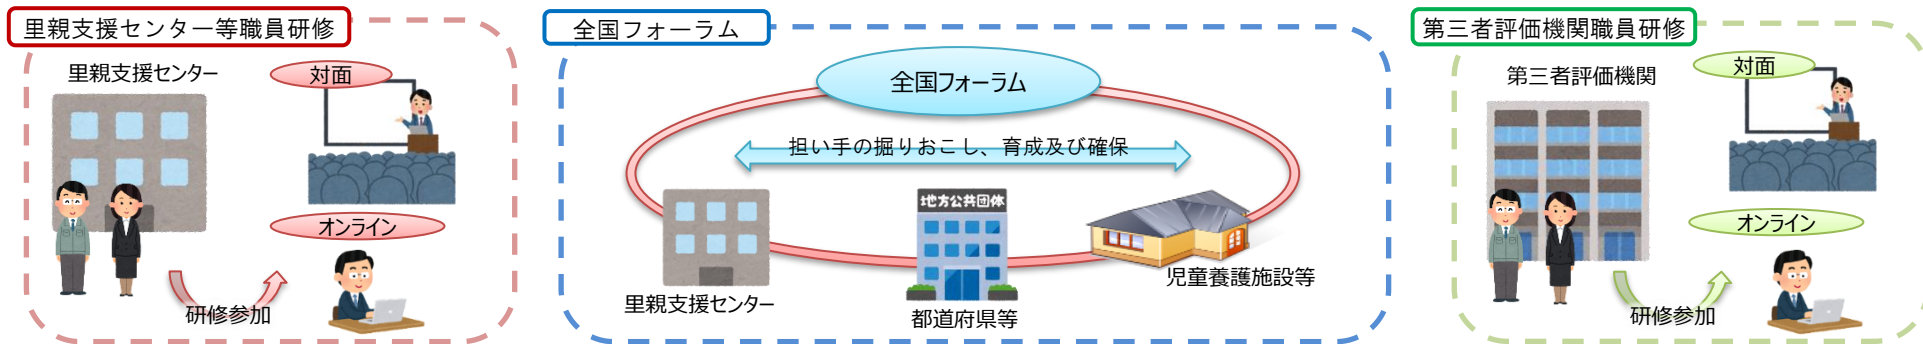 里親支援センター等職員研修
里親支援センター
対面
オンライン
研修参加
全国フォーラム
全国フォーラム
担い手の掘りおこし、育成及び確保
地方公共団体
里親支援センター
都道府県等
児童養護施設等
第三者評価機関職員研修
第三者評価機関
対面
オンライン
研修参加